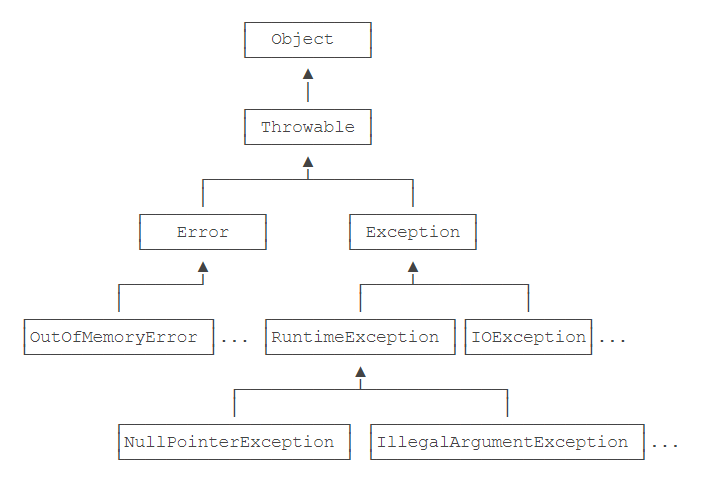 Object
Throwable
Error Exception
OutOfMemoryError ... RuntimeException IOException...
NullPointerException IllegalArgumentException ...